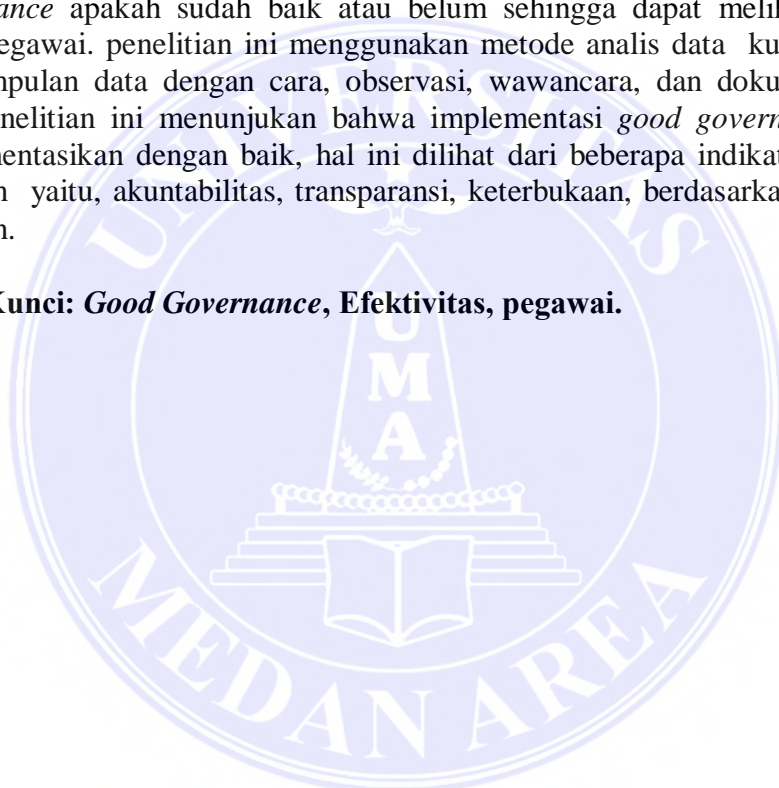 ance apakah sudah baik atau belum sehingga dapat melih
egawai. penelitian ini menggunakan metode analis data ku
mpulan data dengan cara, observasi, wawancara, dan doku
nelitian ini menunjukan bahwa implementasi good govern
nentasikan dengan baik, hal ini dilihat dari beberapa indikat
n yaitu, akuntabilitas, transparansi, keterbukaan, berdasarka
n.
Kunci: Good Governance, Efektivitas, pegawai.
UNIVERSITAS
UMA
MEDAN AREA